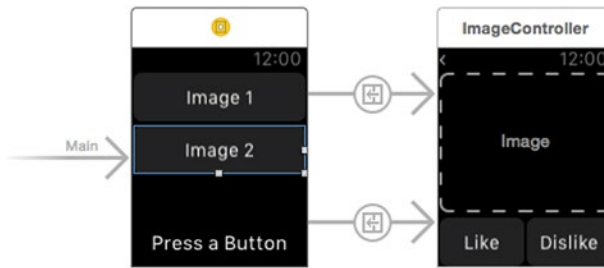 ImageController
12:00
<
12:00
Image 1
Image
Main
Image 2
Press a Button
Like
Dislike